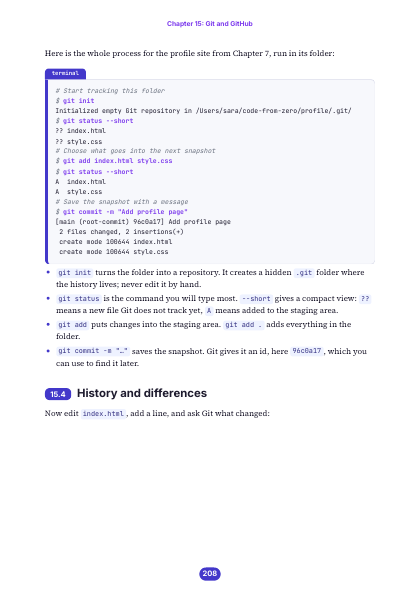 Chapter 15: Git and GitHub
Here is the whole process for the profile site from Chapter 7, run in its folder:
terminal
# Start tracking this folder
$ git init
Initialized empty Git repository in /Users/sara/code-from-zero/profile/.git/
$ git status --short
?? index.html
?? style.css
# Choose what goes into the next snapshot
$ git add index.html style.css
$ git status --short
A  index.html
A  style.css
# Save the snapshot with a message
$ git commit -m "Add profile page"
[main (root-commit) 96c0a17] Add profile page
 2 files changed, 2 insertions(+)
 create mode 100644 index.html
 create mode 100644 style.css
• git init turns the folder into a repository. It creates a hidden .git folder where
the history lives; never edit it by hand.
• git status is the command you will type most. --short gives a compact view: ??
means a new file Git does not track yet, A means added to the staging area.
• git add puts changes into the staging area. git add . adds everything in the
folder.
• git commit -m "…" saves the snapshot. Git gives it an id, here 96c0a17, which you
can use to find it later.
15.4 History and differences
Now edit index.html, add a line, and ask Git what changed:
208